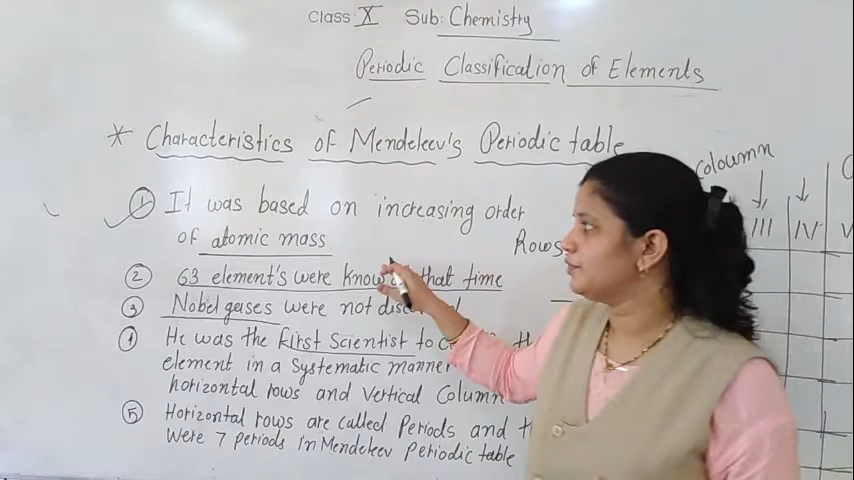 Class: X Sub: Chemistry
Periodic Classification of Elements
* Characteristics of Mendeleev's Periodic table
① It was based on increasing order
of atomic mass
② 63 element's were know that time
③ Nobel gases were not
④ He was the first Scientist to
element in a Systematic manner
horizontal rows and Vertical Column
⑤ Horizontal rows are called Periods and
Were 7 periods in Mendeleev Periodic table
Coloumn
III IV
Rows